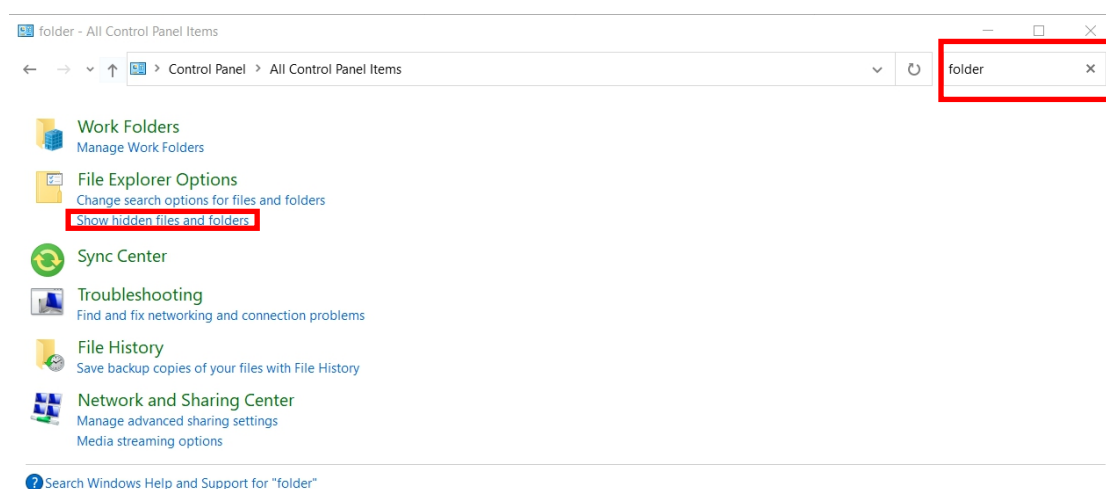 folder - All Control Panel Items
Control Panel > All Control Panel Items
folder
Work Folders
Manage Work Folders
File Explorer Options
Change search options for files and folders
Show hidden files and folders
Sync Center
Troubleshooting
Find and fix networking and connection problems
File History
Save backup copies of your files with File History
Network and Sharing Center
Manage advanced sharing settings
Media streaming options
Search Windows Help and Support for "folder"